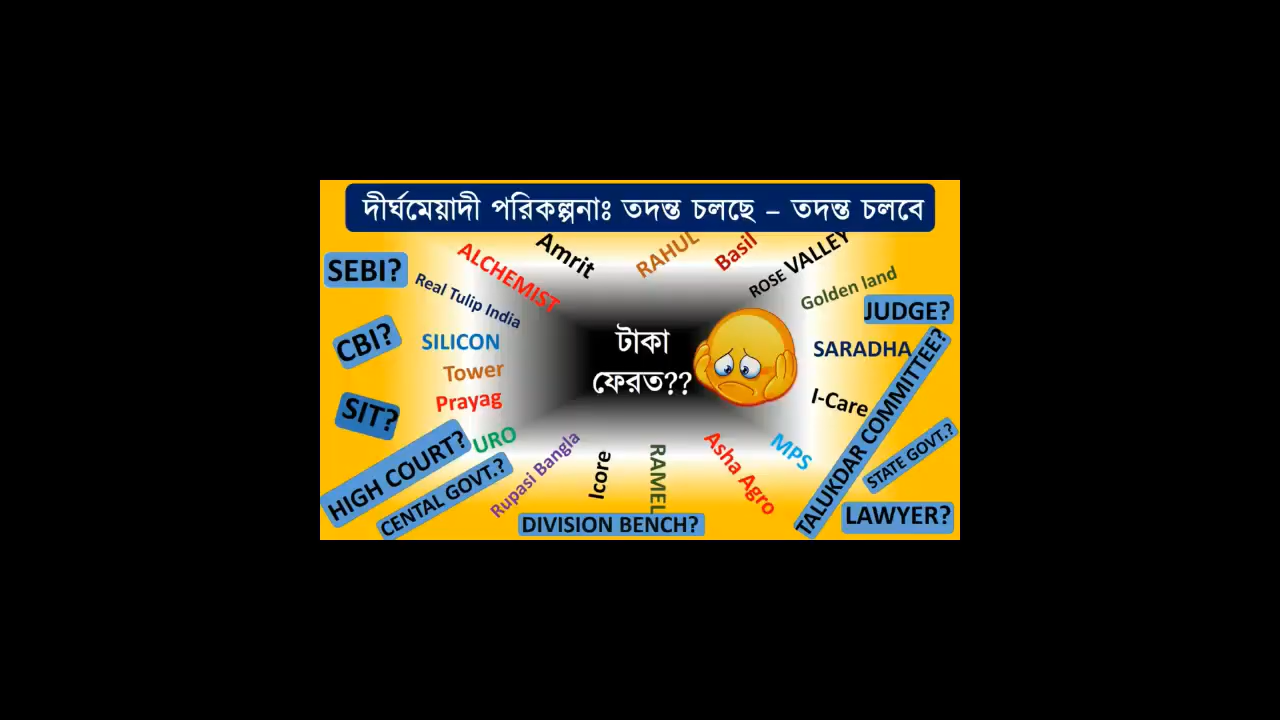 দীর্ঘমেয়াদী পরিকল্পনাঃ তদন্ত চলছে – তদন্ত চলবে
SEBI?
Real Tulip India
ALCHEMIST
Amrit
RAHUL
Basil
ROSE VALLEY
Golden land
JUDGE?
CBI?
SILICON
Tower
Prayag
টাকা
ফেরত??
SARADHA
I-Care
TALUKDAR COMMITTEE?
SIT?
HIGH COURT?
URO
CENTAL GOVT.?
Rupasi Bangla
Icore
RAMEL
Asha Agro
MPS
STATE GOVT.?
DIVISION BENCH?
LAWYER?